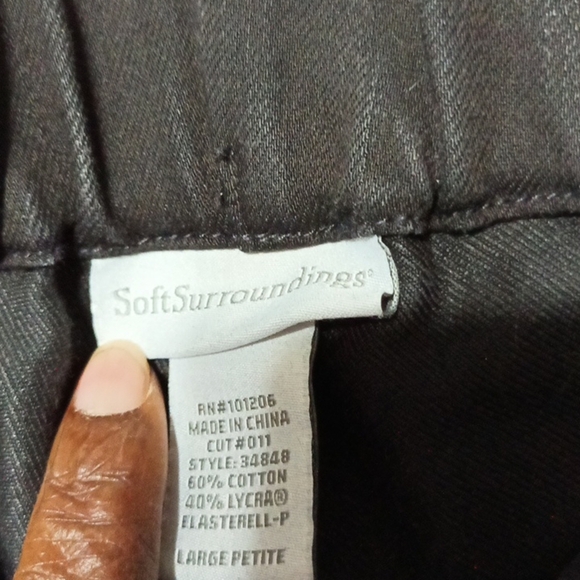 SoftSurroundings®
RN#101206
MADE IN CHINA
CUT#011
STYLE: 34848
60% COTTON
40% LYCRA®
ELASTERELL-P
LARGE PETITE